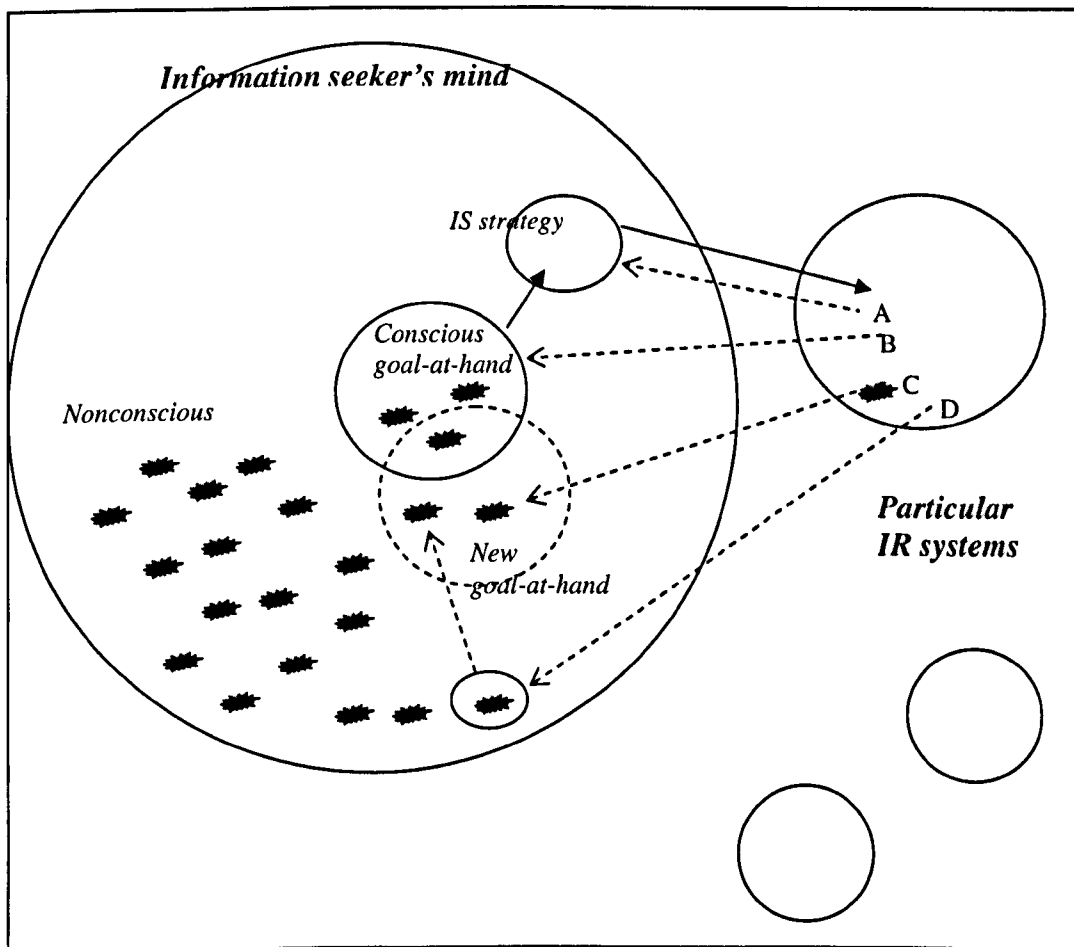 Information seeker's mind
IS strategy
A
B
Conscious
goal-at-hand
C
D
Nonconscious
Particular
IR systems
New
goal-at-hand